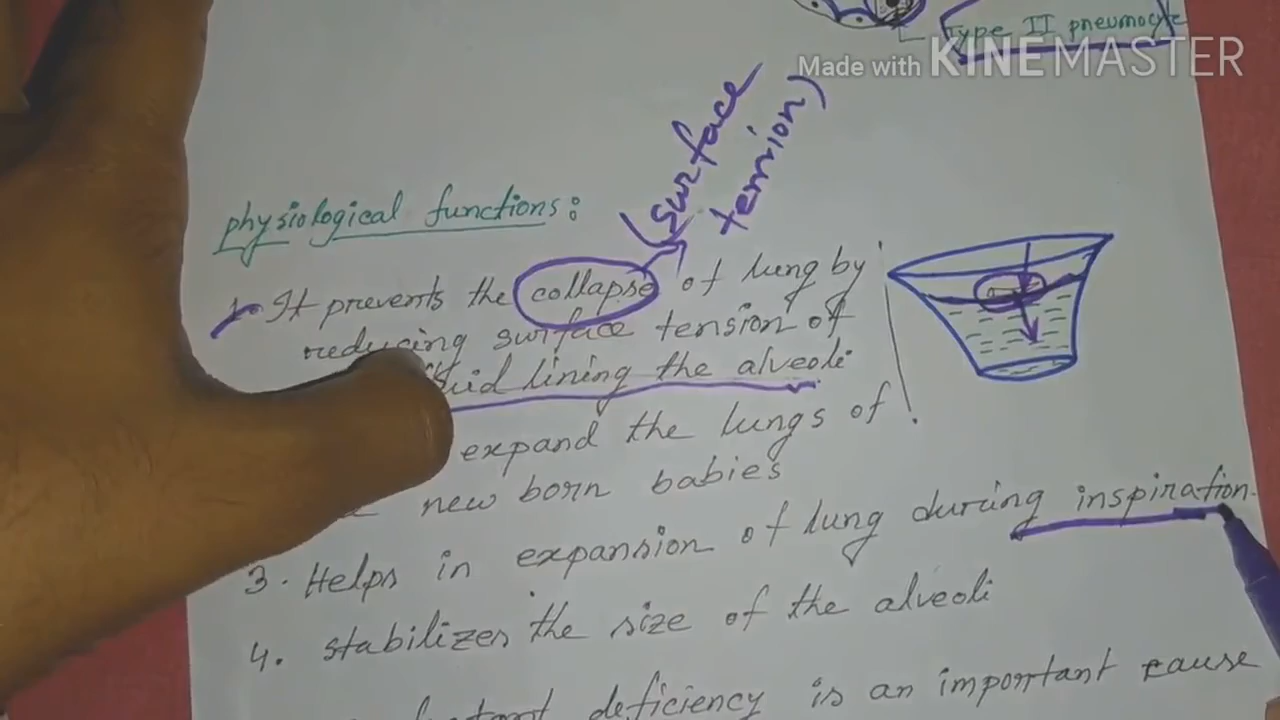 Type II pneumocyte
Made with KINEMASTER
(surface
tension)
physiological functions:
1. It prevents the collapse of lung by
reducing surface tension of
fluid lining the alveoli
expand the lungs of
new born babies
3. Helps in expansion of lung during inspiration.
4. stabilizes the size of the alveoli
deficiency is an important cause